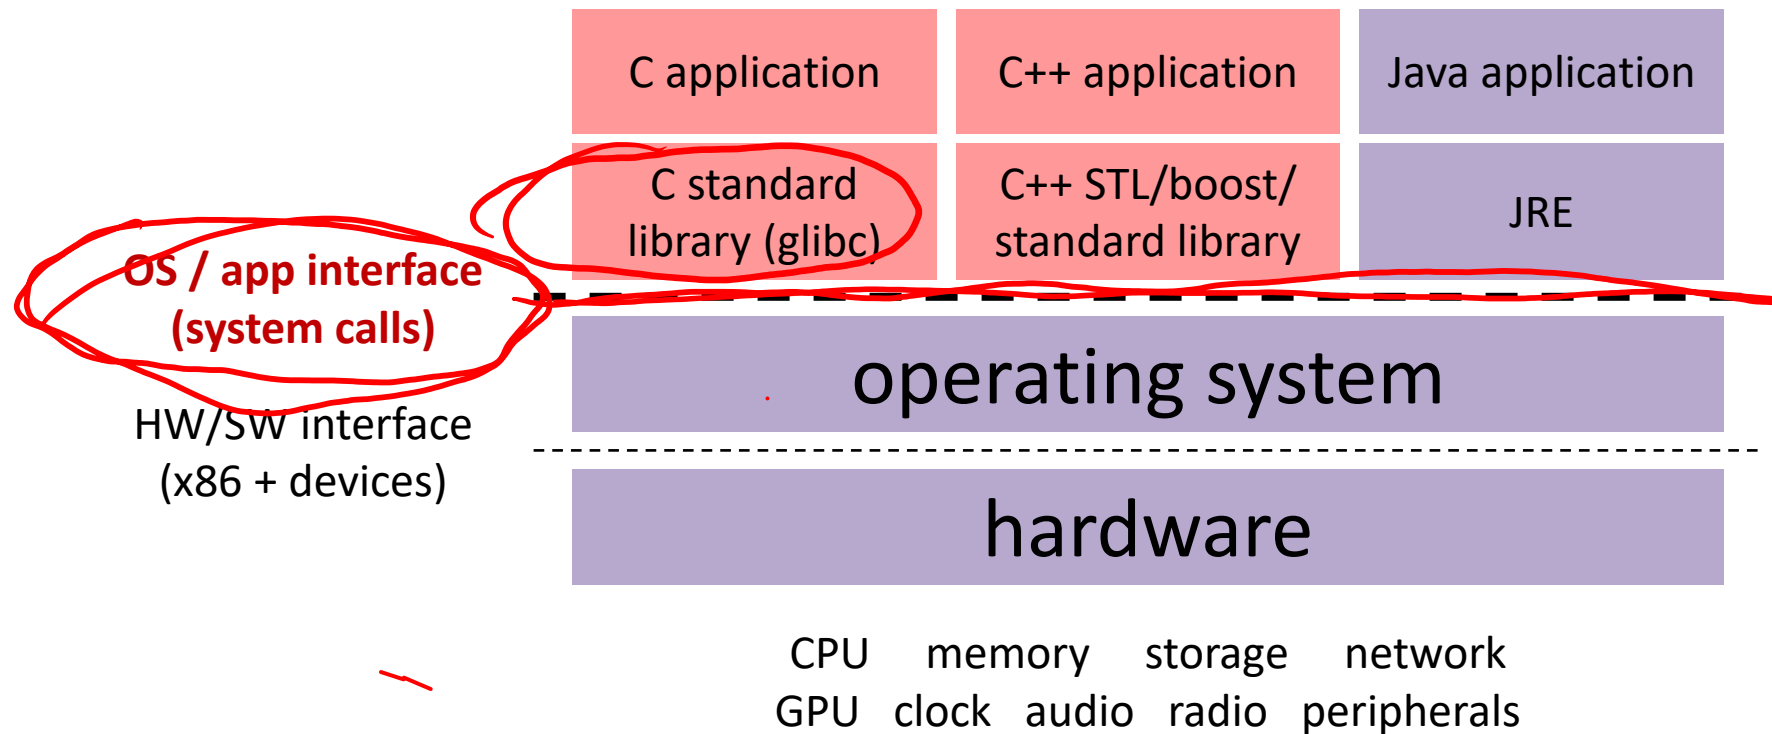 C application
C++ application
Java application
C standard
library (glibc)
C++ STL/boost/
standard library
JRE
OS / app interface
(system calls)
operating system
HW/SW interface
(x86 + devices)
hardware
CPU memory storage network
GPU clock audio radio peripherals